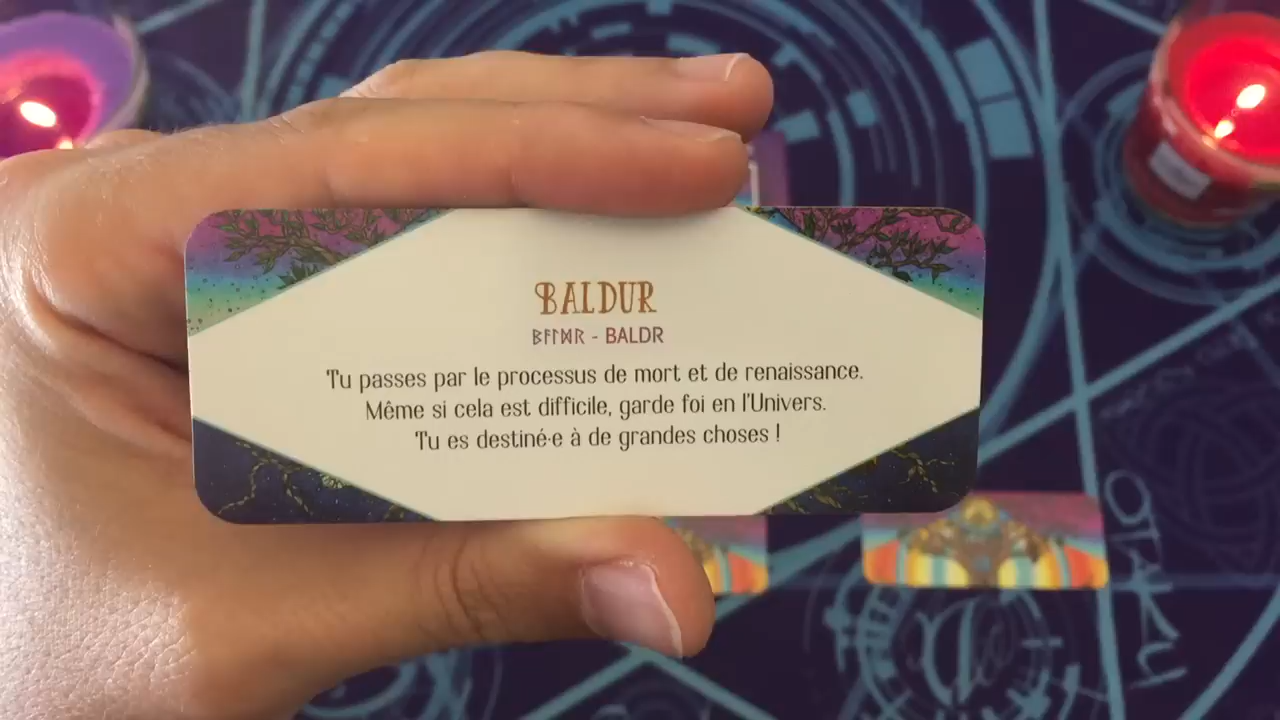 BALDUR
ᛒᚨᛚᛞᚱ - BALDR
Tu passes par le processus de mort et de renaissance.
Même si cela est difficile, garde foi en l'Univers.
Tu es destiné·e à de grandes choses !
OTAKU